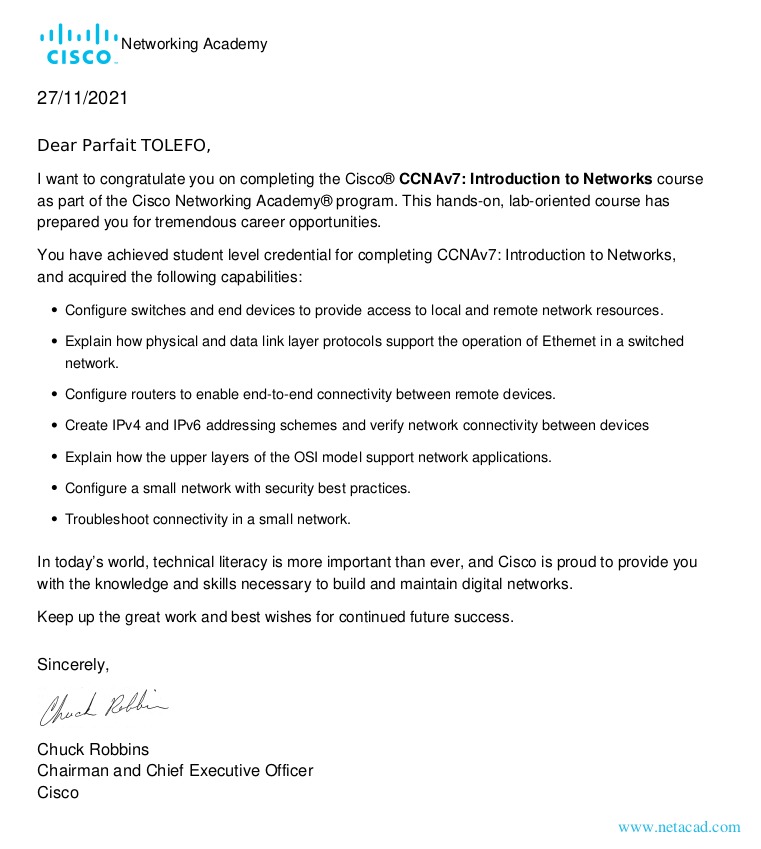 CISCO
Networking Academy
27/11/2021
Dear Parfait TOLEFO,
I want to congratulate you on completing the Cisco® CCNAv7: Introduction to Networks course
as part of the Cisco Networking Academy® program. This hands-on, lab-oriented course has
prepared you for tremendous career opportunities.
You have achieved student level credential for completing CCNAv7: Introduction to Networks,
and acquired the following capabilities:
• Configure switches and end devices to provide access to local and remote network resources.
• Explain how physical and data link layer protocols support the operation of Ethernet in a switched
network.
• Configure routers to enable end-to-end connectivity between remote devices.
• Create IPv4 and IPv6 addressing schemes and verify network connectivity between devices
• Explain how the upper layers of the OSI model support network applications.
• Configure a small network with security best practices.
• Troubleshoot connectivity in a small network.
In today's world, technical literacy is more important than ever, and Cisco is proud to provide you
with the knowledge and skills necessary to build and maintain digital networks.
Keep up the great work and best wishes for continued future success.
Sincerely,
Chuck Robbin
Chuck Robbins
Chairman and Chief Executive Officer
Cisco
www.netacad.com